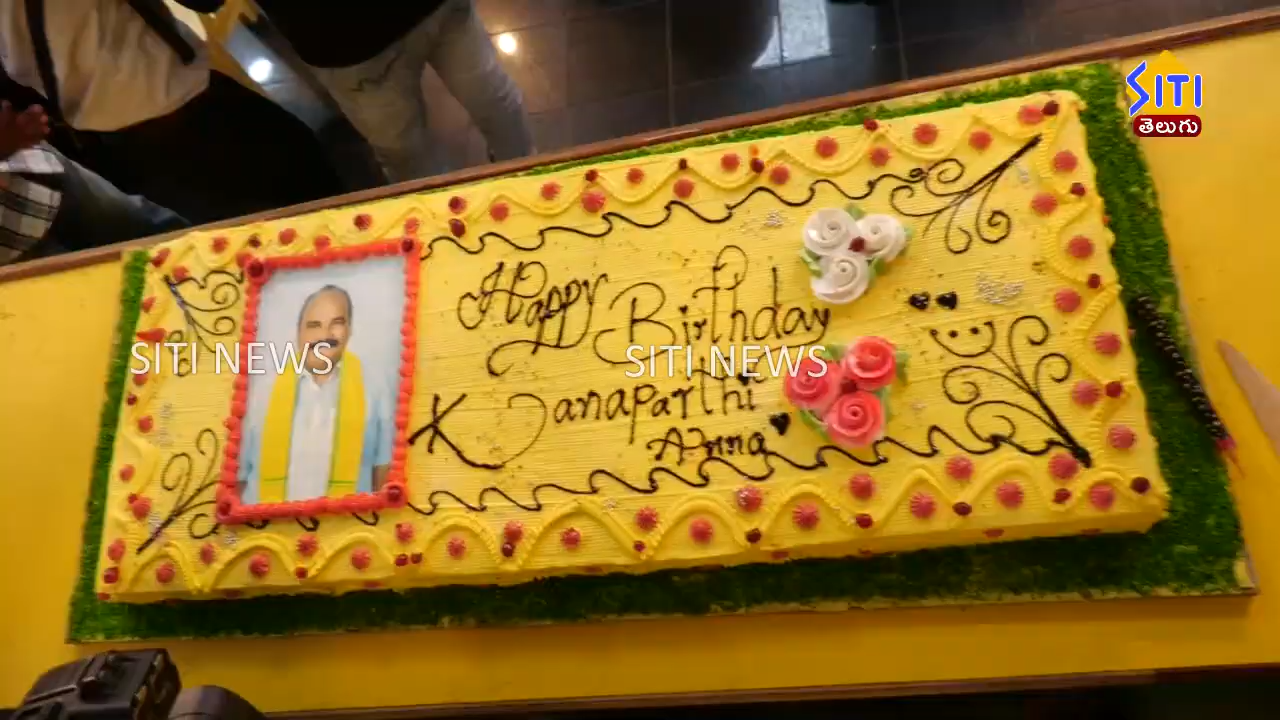 SITI
తెలుగు
Happy Birthday
K Janaparthi
Anna
SITI NEWS SITI NEWS